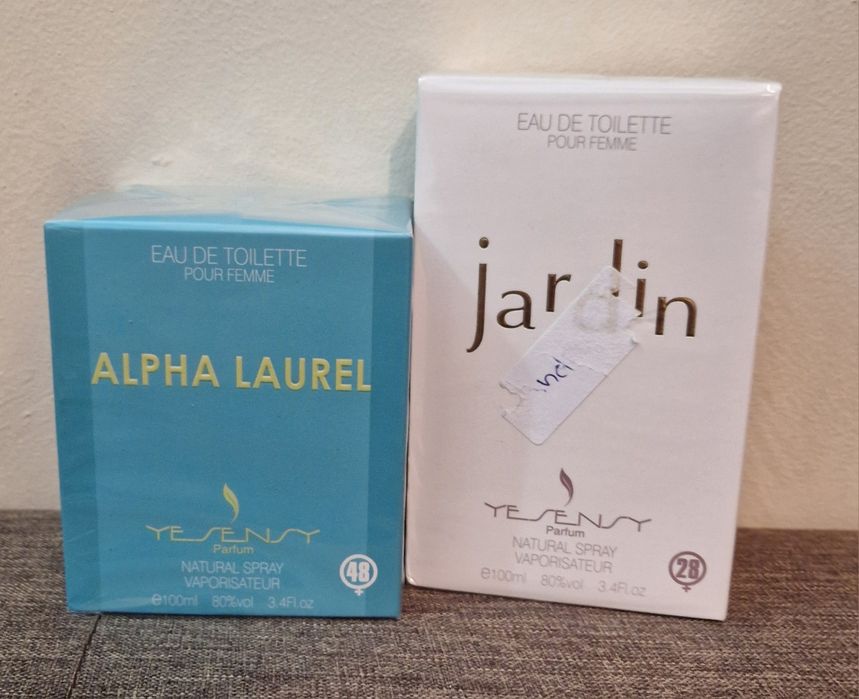 EAU DE TOILETTE
POUR FEMME
ALPHA LAUREL
YESENSY
Parfum
NATURAL SPRAY
VAPORISATEUR
48
e100ml 80%vol 3.4Fl.oz
EAU DE TOILETTE
POUR FEMME
jardin
YESENSY
Parfum
NATURAL SPRAY
VAPORISATEUR
28
e100ml 80%vol 3.4Fl.oz